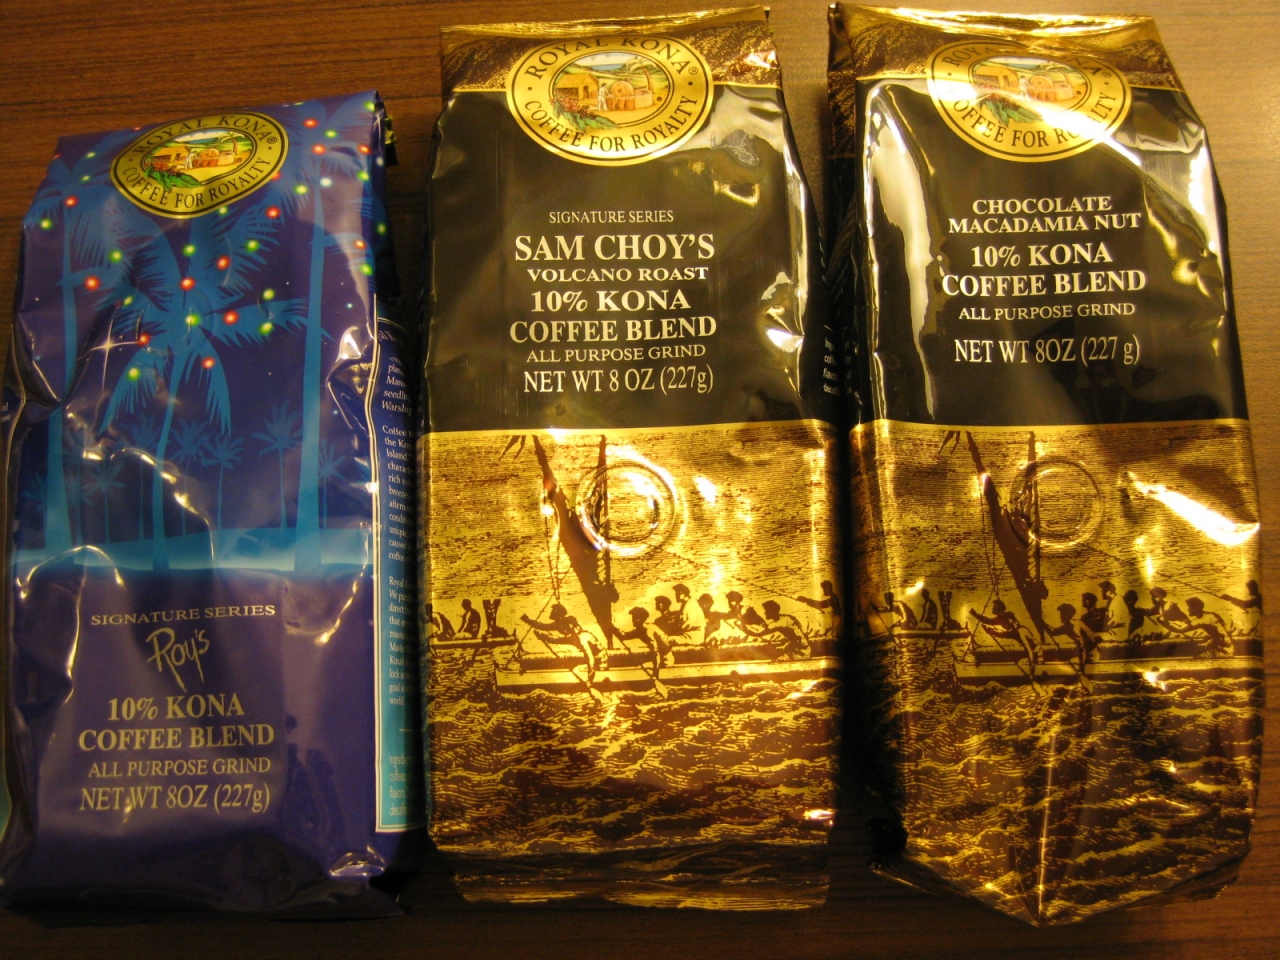 ROYAL KONA®
COFFEE FOR ROYALTY
SIGNATURE SERIES
Roy's
10% KONA
COFFEE BLEND
ALL PURPOSE GRIND
NET WT 8OZ (227g)
ROYAL KONA®
COFFEE FOR ROYALTY
SIGNATURE SERIES
SAM CHOY'S
VOLCANO ROAST
10% KONA
COFFEE BLEND
ALL PURPOSE GRIND
NET WT 8 OZ (227g)
ROYAL KONA
COFFEE FOR ROYALTY
CHOCOLATE
MACADAMIA NUT
10% KONA
COFFEE BLEND
ALL PURPOSE GRIND
NET WT 8OZ (227 g)